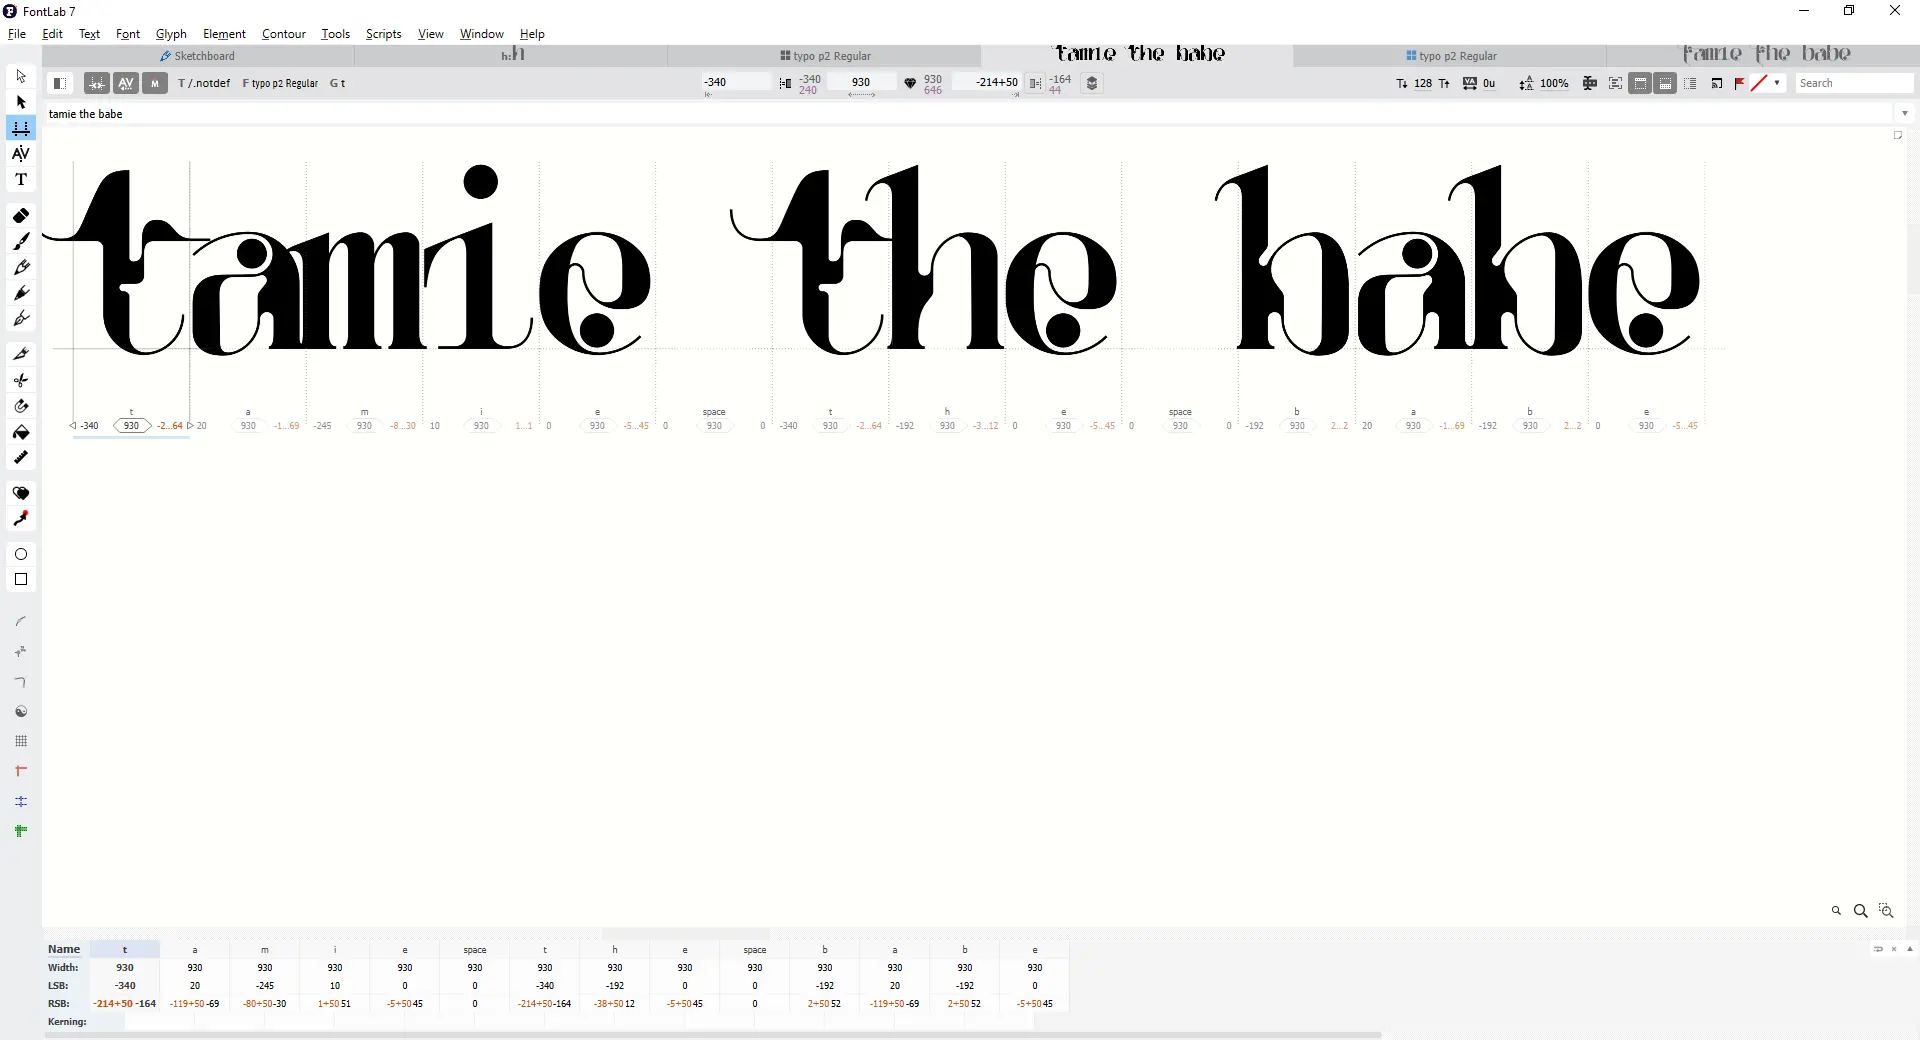 FontLab 7
File Edit Text Font Glyph Element Contour Tools Scripts View Window Help
Sketchboard h: h typo p2 Regular tamie the babe typo p2 Regular tamie the babe
AV M T /.notdef F typo p2 Regular G t -340 -340 240 930 930 646 -214+50 -164 44 128 VA 0u 100% Search
tamie the babe
AV
T
tamie the babe
t a m i e space t h e space b a b e
-340 930 -2...64 20 930 -1...69 -245 930 -8...30 10 930 1...1 0 930 -5...45 0 930 0 -340 930 -2...64 -192 930 -3...12 0 930 -5...45 0 930 0 -192 930 2...2 20 930 -1...69 -192 930 2...2 0 930 -5...45
Name t a m i e space t h e space b a b e
Width: 930 930 930 930 930 930 930 930 930 930 930 930 930 930
LSB: -340 20 -245 10 0 0 -340 -192 0 0 -192 20 -192 0
RSB: -214+50 -164 -119+50 -69 -80+50 -30 1+50 51 -5+50 45 0 -214+50 -164 -38+50 12 -5+50 45 0 2+50 52 -119+50 -69 2+50 52 -5+50 45
Kerning: